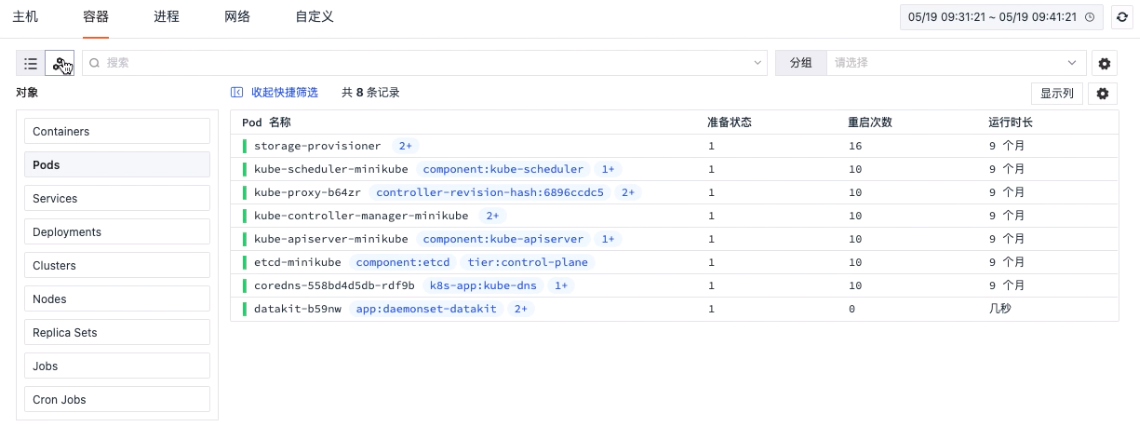 主机 容器 进程 网络 自定义 05/19 09:31:21 ~ 05/19 09:41:21
搜索 分组 请选择
对象 收起快捷筛选 共 8 条记录 显示列
Containers
Pods
Services
Deployments
Clusters
Nodes
Replica Sets
Jobs
Cron Jobs
Pod 名称 准备状态 重启次数 运行时长
storage-provisioner 2+ 1 16 9 个月
kube-scheduler-minikube component:kube-scheduler 1+ 1 10 9 个月
kube-proxy-b64zr controller-revision-hash:6896ccdc5 2+ 1 10 9 个月
kube-controller-manager-minikube 2+ 1 10 9 个月
kube-apiserver-minikube component:kube-apiserver 1+ 1 10 9 个月
etcd-minikube component:etcd tier:control-plane 1 10 9 个月
coredns-558bd4d5db-rdf9b k8s-app:kube-dns 1+ 1 10 9 个月
datakit-b59nw app:daemonset-datakit 2+ 1 0 几秒